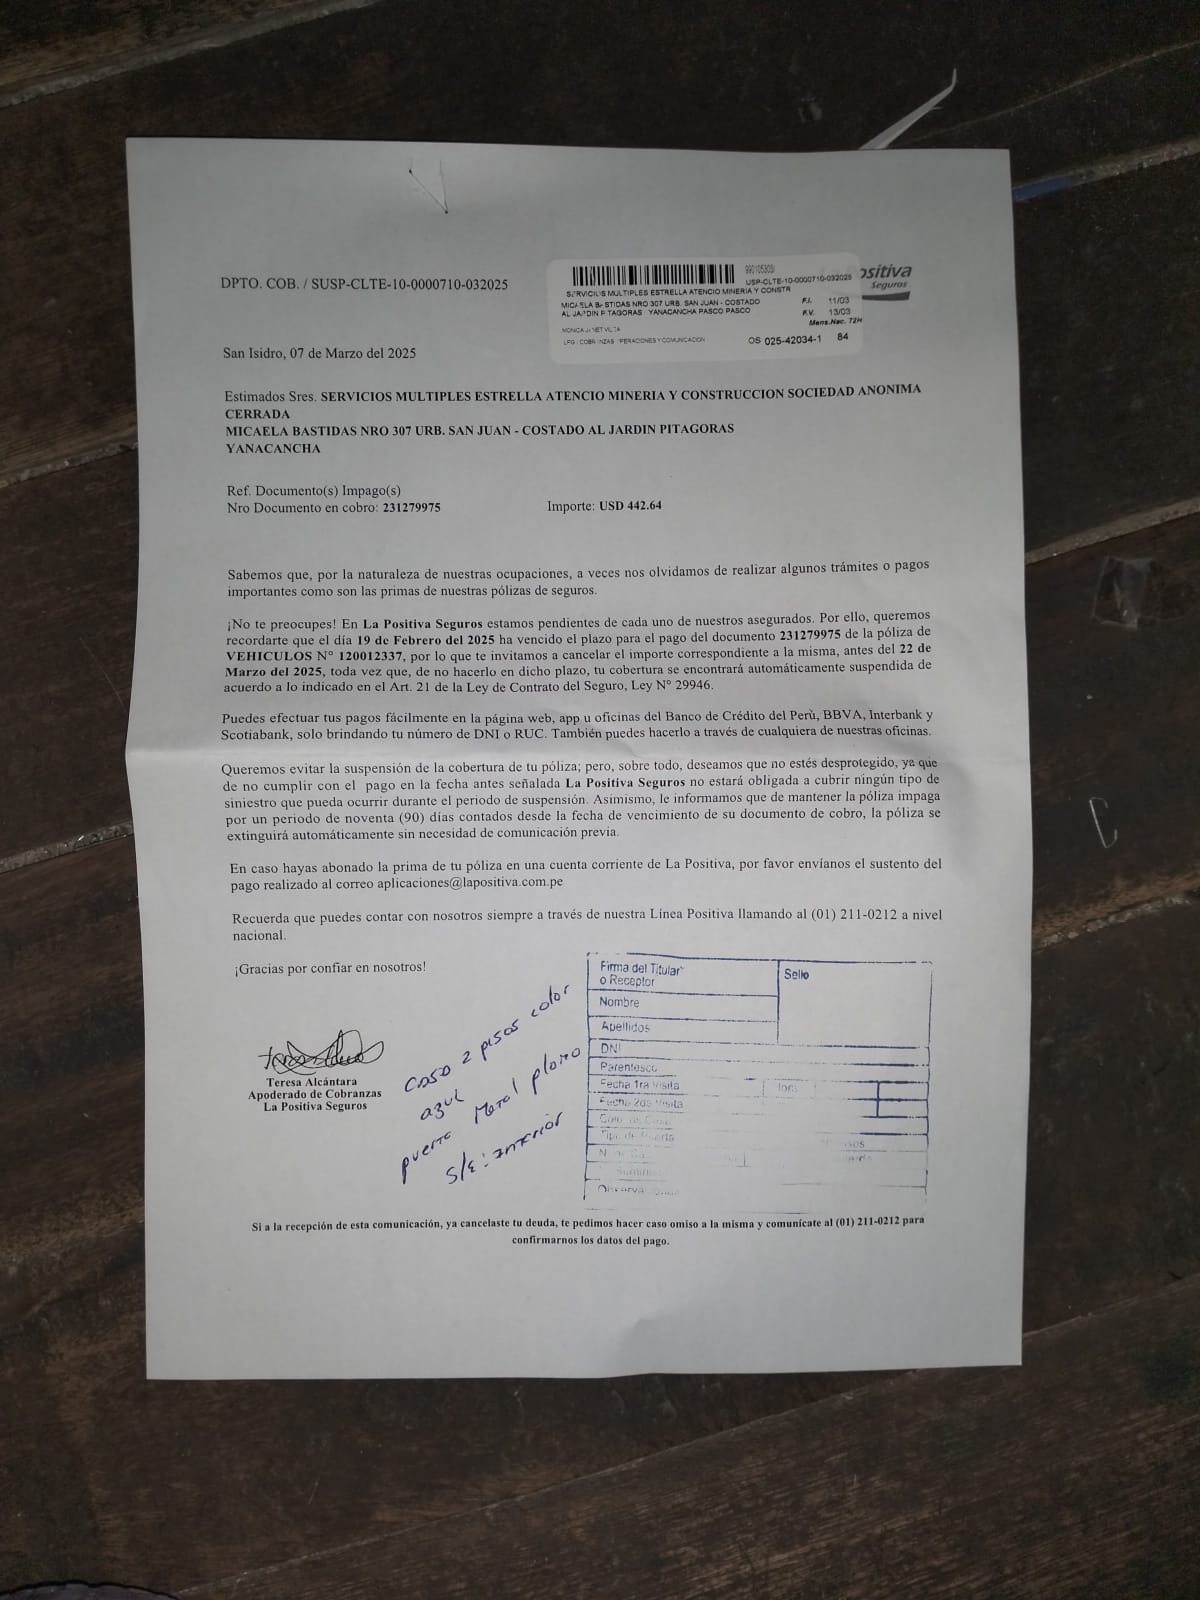 DPTO. COB. / SUSP-CLTE-10-0000710-032025
USP-CLTE-10-0000710-032025
SERVICIOS MULTIPLES ESTRELLA ATENCIO MINERIA Y CONSTR
MICAELA BASTIDAS NRO 307 URB. SAN JUAN - COSTADO
AL JARDIN PITAGORAS YANACANCHA PASCO PASCO
F.I. 11/03
F.V. 13/03
Mens.Nac. 72H
LPG - COBRANZAS
OS 025-42034-1 84
ositiva
Seguros
San Isidro, 07 de Marzo del 2025
Estimados Sres. SERVICIOS MULTIPLES ESTRELLA ATENCIO MINERIA Y CONSTRUCCION SOCIEDAD ANONIMA
CERRADA
MICAELA BASTIDAS NRO 307 URB. SAN JUAN - COSTADO AL JARDIN PITAGORAS
YANACANCHA
Ref. Documento(s) Impago(s)
Nro Documento en cobro: 231279975 Importe: USD 442.64
Sabemos que, por la naturaleza de nuestras ocupaciones, a veces nos olvidamos de realizar algunos trámites o pagos
importantes como son las primas de nuestras pólizas de seguros.
¡No te preocupes! En La Positiva Seguros estamos pendientes de cada uno de nuestros asegurados. Por ello, queremos
recordarte que el día 19 de Febrero del 2025 ha vencido el plazo para el pago del documento 231279975 de la póliza de
VEHICULOS N° 120012337, por lo que te invitamos a cancelar el importe correspondiente a la misma, antes del 22 de
Marzo del 2025, toda vez que, de no hacerlo en dicho plazo, tu cobertura se encontrará automáticamente suspendida de
acuerdo a lo indicado en el Art. 21 de la Ley de Contrato del Seguro, Ley N° 29946.
Puedes efectuar tus pagos fácilmente en la página web, app u oficinas del Banco de Crédito del Perù, BBVA, Interbank y
Scotiabank, solo brindando tu número de DNI o RUC. También puedes hacerlo a través de cualquiera de nuestras oficinas.
Queremos evitar la suspensión de la cobertura de tu póliza; pero, sobre todo, deseamos que no estés desprotegido, ya que
de no cumplir con el pago en la fecha antes señalada La Positiva Seguros no estará obligada a cubrir ningún tipo de
siniestro que pueda ocurrir durante el periodo de suspensión. Asimismo, le informamos que de mantener la póliza impaga
por un periodo de noventa (90) días contados desde la fecha de vencimiento de su documento de cobro, la póliza se
extinguirá automáticamente sin necesidad de comunicación previa.
En caso hayas abonado la prima de tu póliza en una cuenta corriente de La Positiva, por favor envíanos el sustento del
pago realizado al correo aplicaciones@lapositiva.com.pe
Recuerda que puedes contar con nosotros siempre a través de nuestra Línea Positiva llamando al (01) 211-0212 a nivel
nacional.
¡Gracias por confiar en nosotros!
Teresa Alcántara
Apoderado de Cobranzas
La Positiva Seguros
casa 2 pisos color
azul
puerta Metal plomo
S/E: interior
Firma del Titular
o Receptor
Sello
Nombre
Apellidos
DNI
Parentesco
Fecha 1ra Visita
Fecha 2da Visita
Tipo de Puerta
Si a la recepción de esta comunicación, ya cancelaste tu deuda, te pedimos hacer caso omiso a la misma y comunícate al (01) 211-0212 para
confirmarnos los datos del pago.